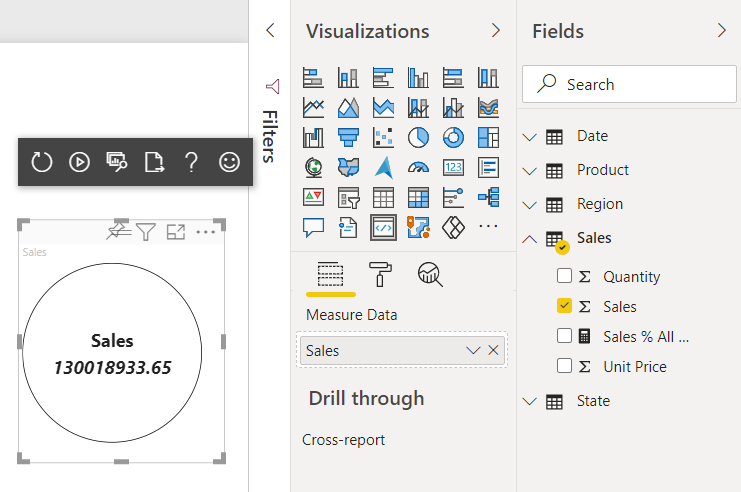 Filters
Sales
Sales
130018933.65
Visualizations
123
Measure Data
Sales
Drill through
Cross-report
Fields
Search
Date
Product
Region
Sales
Quantity
Sales
Sales % All ...
Unit Price
State